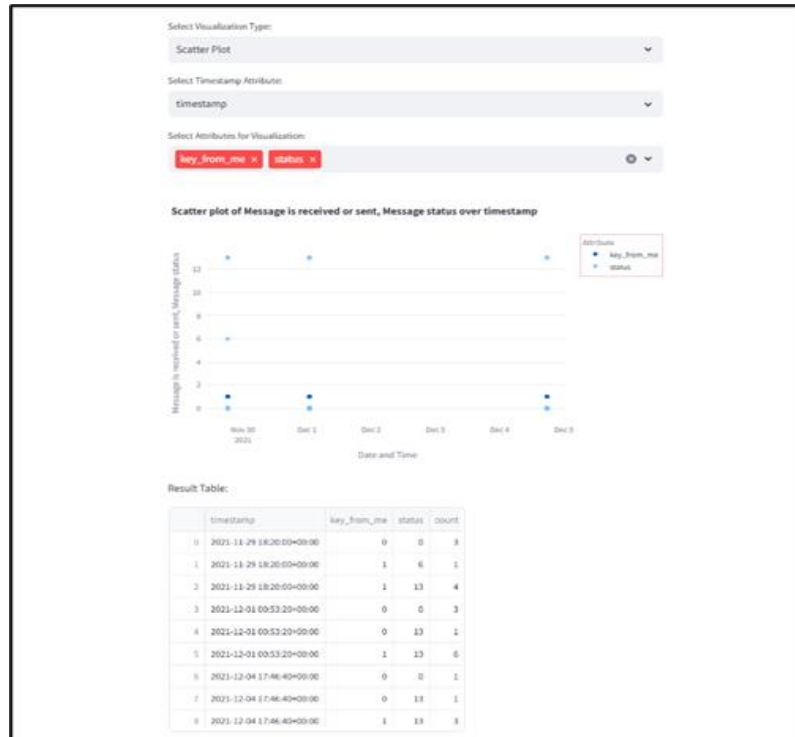 Select Visualization Type:
Scatter Plot
Select Timestamp Attribute:
timestamp
Select Attributes for Visualization:
key_from_me × status ×
Scatter plot of Message is received or sent, Message status over timestamp
Attribute
key_from_me
status
Message is received or sent, Message status
12
10
8
6
4
2
0
Nov 30 Dec 1 Dec 2 Dec 3 Dec 4 Dec 5
2021
Date and Time
Result Table:
timestamp key_from_me status count
0 2021-11-29 18:20:00+00:00 0 0 3
1 2021-11-29 18:20:00+00:00 1 6 1
2 2021-11-29 18:20:00+00:00 1 13 4
3 2021-12-01 00:53:20+00:00 0 0 3
4 2021-12-01 00:53:20+00:00 0 13 1
5 2021-12-01 00:53:20+00:00 1 13 6
6 2021-12-04 17:46:40+00:00 0 0 1
7 2021-12-04 17:46:40+00:00 0 13 1
8 2021-12-04 17:46:40+00:00 1 13 3